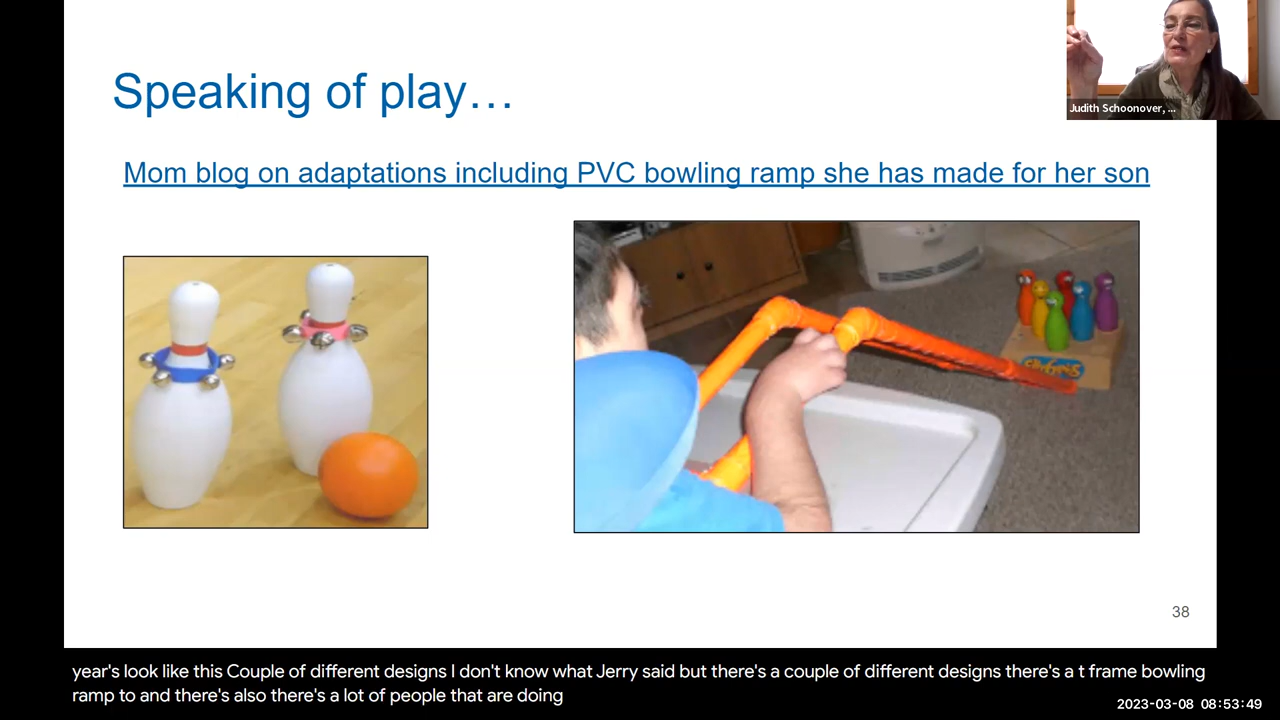 Speaking of play…
Judith Schoonover, ...
Mom blog on adaptations including PVC bowling ramp she has made for her son
38
year's look like this Couple of different designs I don't know what Jerry said but there's a couple of different designs there's a t frame bowling
ramp to and there's also there's a lot of people that are doing
2023-03-08 08:53:49